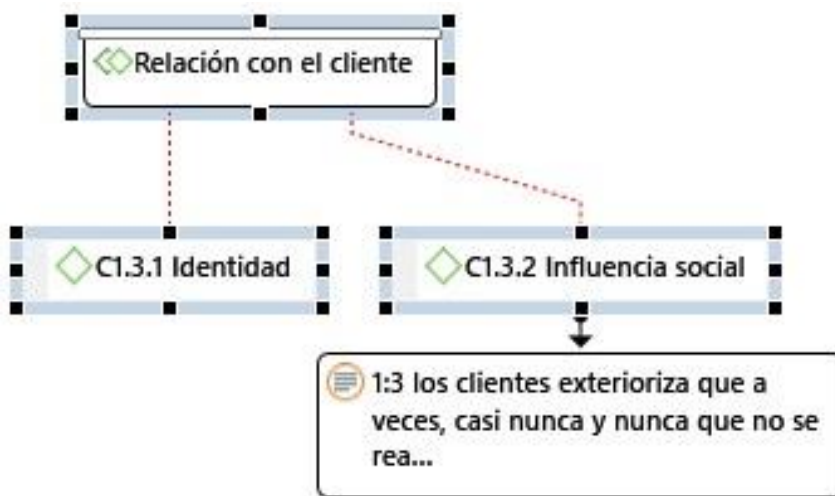 Relación con el cliente
C1.3.1 Identidad
C1.3.2 Influencia social
1:3 los clientes exterioriza que a
veces, casi nunca y nunca que no se
rea...